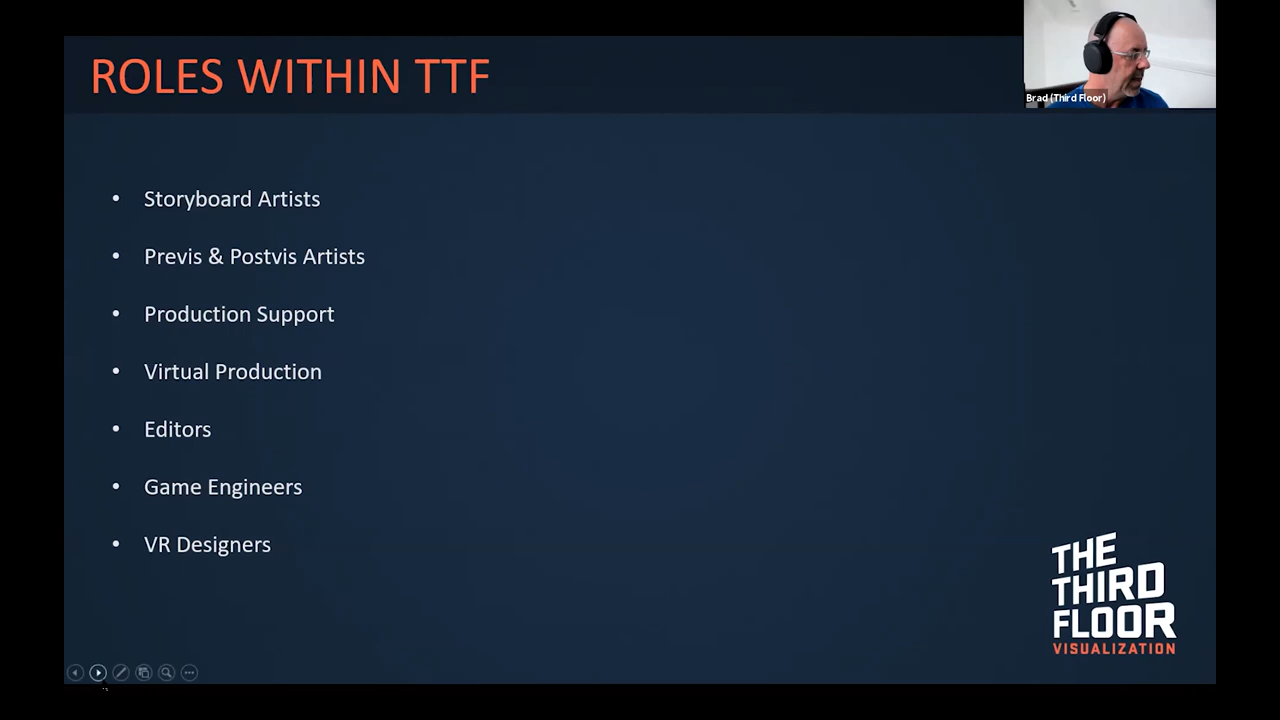 ROLES WITHIN TTF
Brad (Third Floor)
• Storyboard Artists
• Previs & Postvis Artists
• Production Support
• Virtual Production
• Editors
• Game Engineers
• VR Designers
THE
THIRD
FLOOR
VISUALIZATION